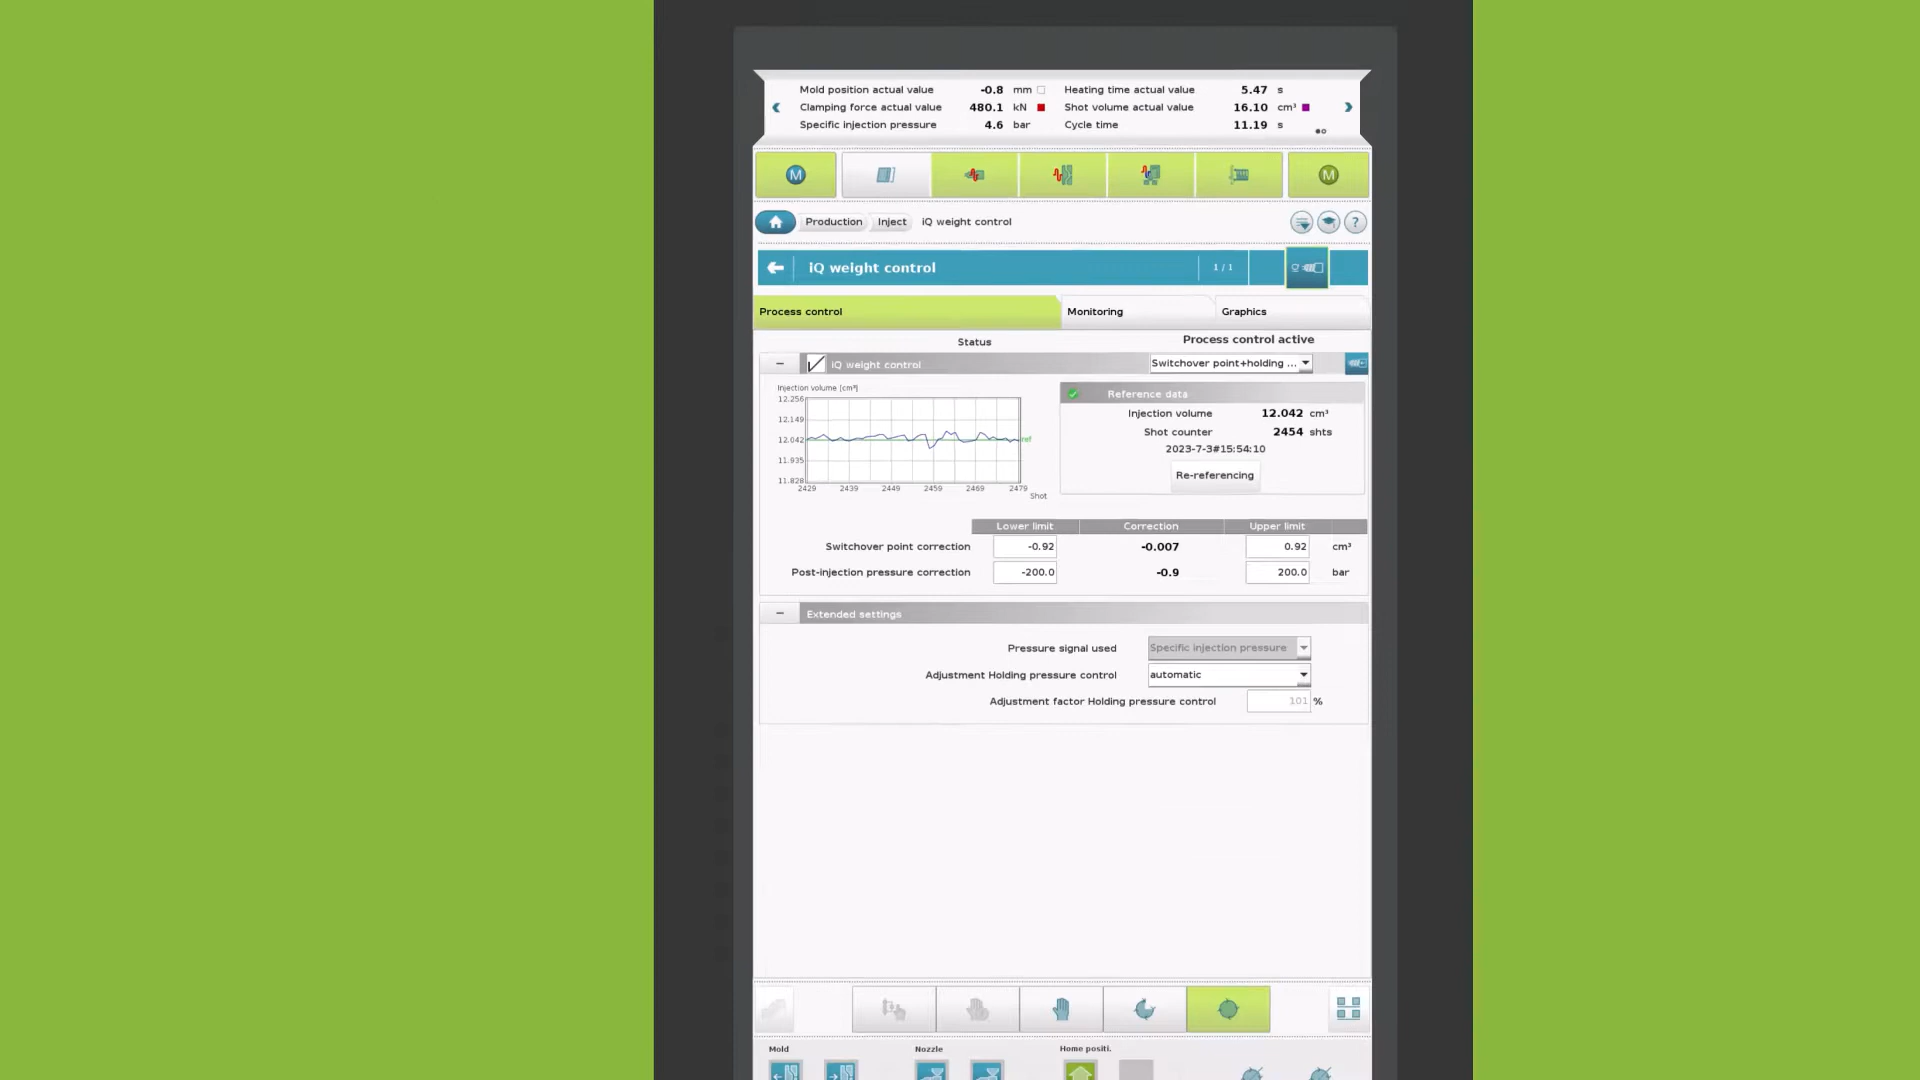 Mold position actual value -0.8 mm Heating time actual value 5.47 s
Clamping force actual value 480.1 kN Shot volume actual value 16.10 cm³
Specific injection pressure 4.6 bar Cycle time 11.19 s
M M
Production Inject iQ weight control
?
iQ weight control 1 / 1
Process control Monitoring Graphics
Status Process control active
iQ weight control Switchover point+holding ...
Injection volume [cm³]
12.256
12.149
12.042
11.935
11.828
ref
2429 2439 2449 2459 2469 2479
Shot
Reference data
Injection volume 12.042 cm³
Shot counter 2454 shts
2023-7-3#15:54:10
Re-referencing
Lower limit Correction Upper limit
Switchover point correction -0.92 -0.007 0.92 cm³
Post-injection pressure correction -200.0 -0.9 200.0 bar
Extended settings
Pressure signal used Specific injection pressure
Adjustment Holding pressure control automatic
Adjustment factor Holding pressure control 101 %
Mold Nozzle Home positi.